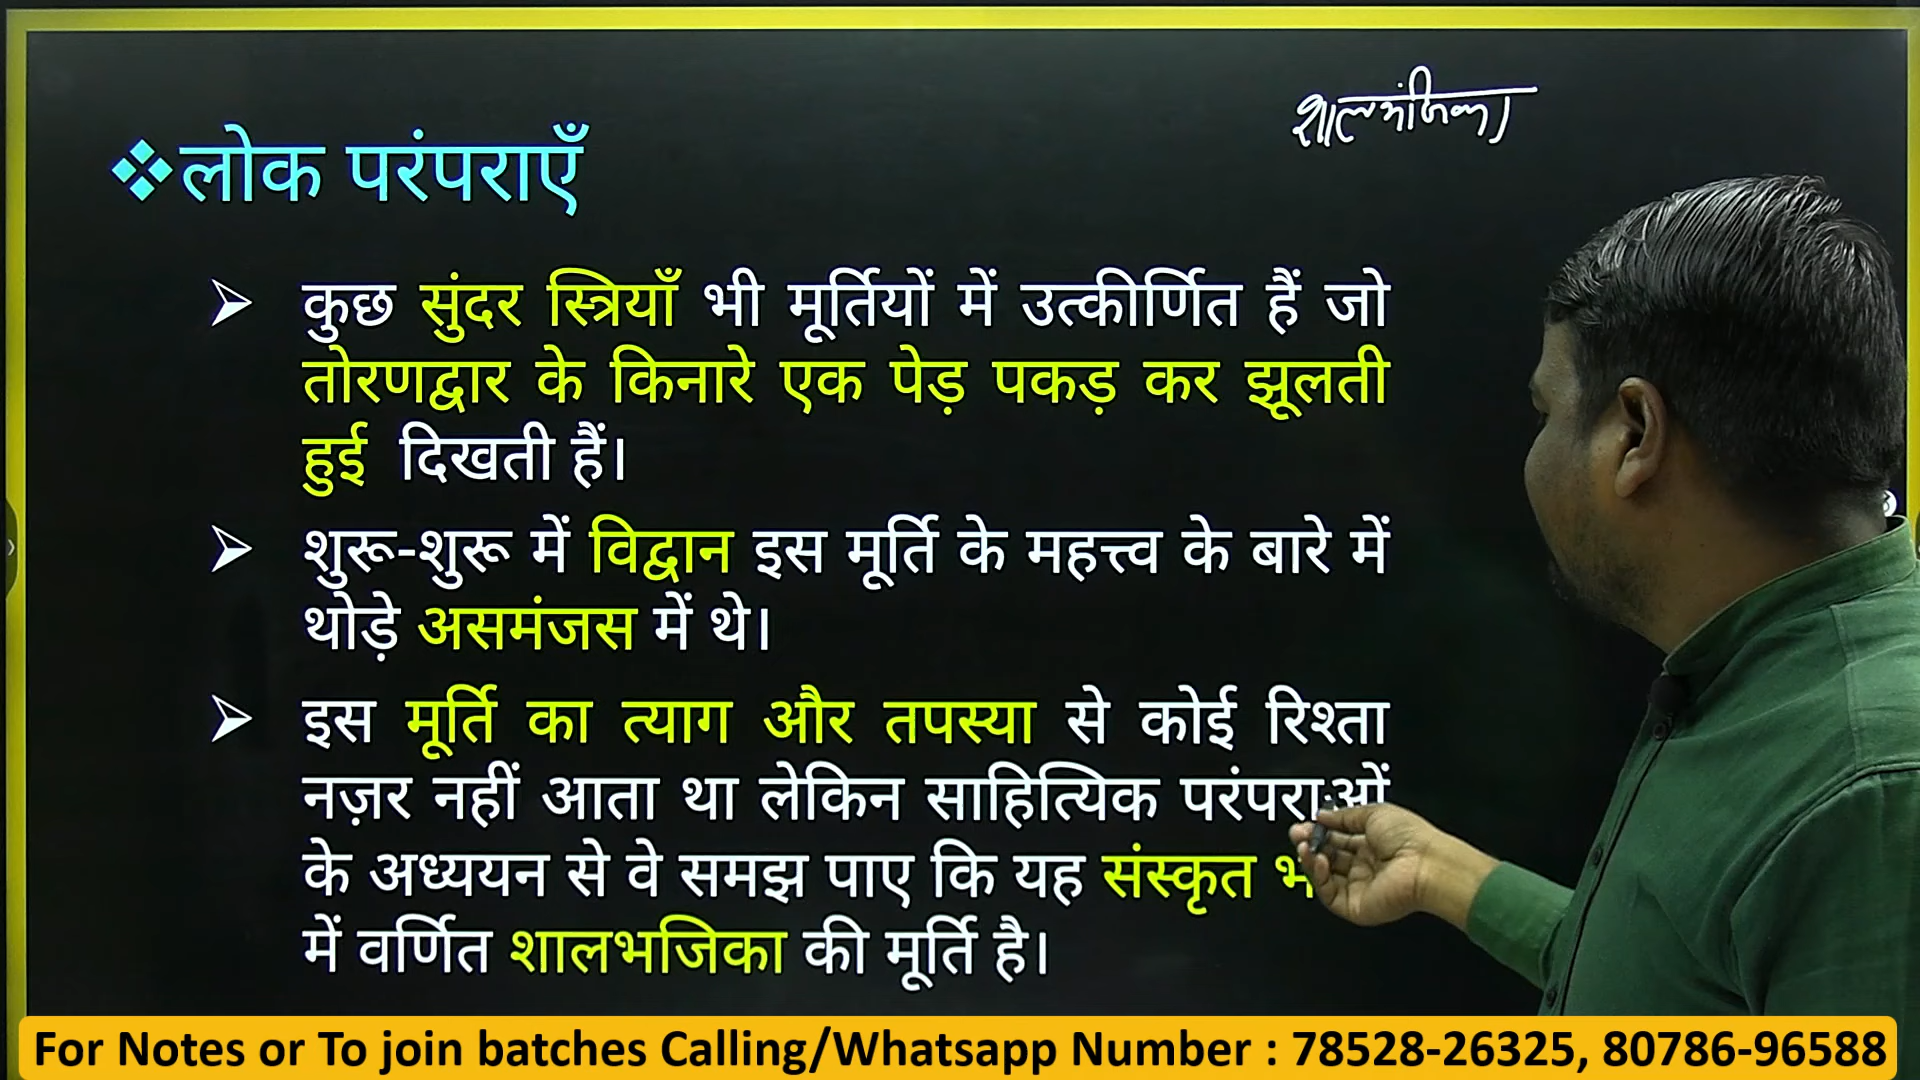 शालभंजिका
❖लोक परंपराएँ
➢ कुछ सुंदर स्त्रियाँ भी मूर्तियों में उत्कीर्णित हैं जो
तोरणद्वार के किनारे एक पेड़ पकड़ कर झूलती
हुई दिखती हैं।
➢ शुरू-शुरू में विद्वान इस मूर्ति के महत्त्व के बारे में
थोड़े असमंजस में थे।
➢ इस मूर्ति का त्याग और तपस्या से कोई रिश्ता
नज़र नहीं आता था लेकिन साहित्यिक परंपराओं
के अध्ययन से वे समझ पाए कि यह संस्कृत
में वर्णित शालभजिका की मूर्ति है।
For Notes or To join batches Calling/Whatsapp Number : 78528-26325, 80786-96588